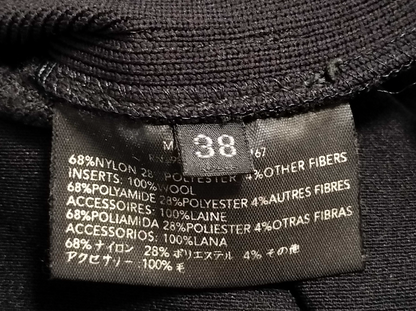 38
68%NYLON 28%POLYESTER 4%OTHER FIBERS
INSERTS: 100%WOOL
68%POLYAMIDE 28%POLYESTER 4%AUTRES FIBRES
ACCESSOIRES: 100%LAINE
68%POLIAMIDA 28%POLIESTER 4%OTRAS FIBRAS
ACCESSORIOS: 100%LANA
68% ナイロン 28% ポリエステル 4% その他
アクセサリー :100% 毛